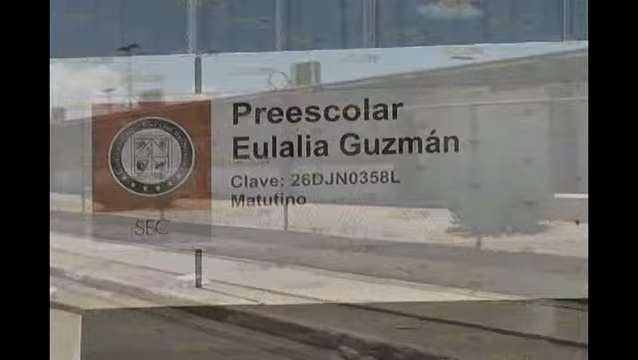 Preescolar
Eulalia Guzmán
Clave: 26DJN0358L
Matutino
SEC